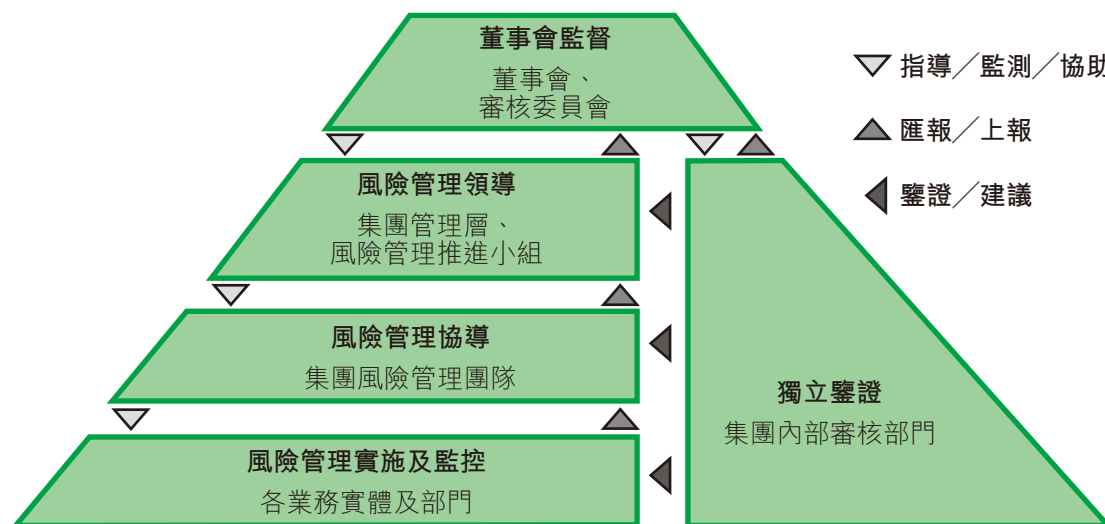 董事會監督
董事會、
審核委員會
指導／監測／協助
匯報／上報
鑒證／建議
風險管理領導
集團管理層、
風險管理推進小組
風險管理協導
集團風險管理團隊
獨立鑒證
集團內部審核部門
風險管理實施及監控
各業務實體及部門